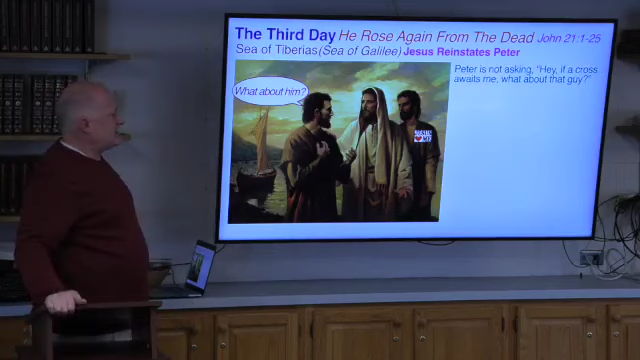 The Third Day He Rose Again From The Dead John 21:1-25
Sea of Tiberias (Sea of Galilee) Jesus Reinstates Peter
What about him?
Peter is not asking, "Hey, if a cross
awaits me, what about that guy?"